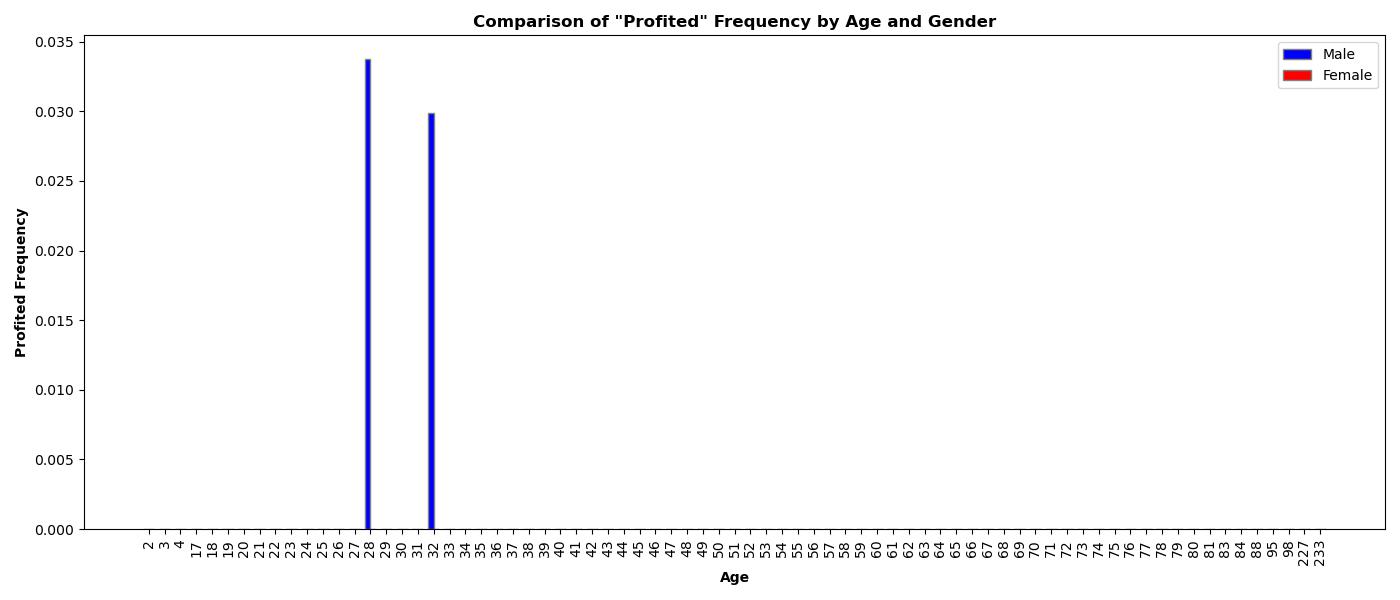 Comparison of "Profited" Frequency by Age and Gender
Male
Female
Profited Frequency
0.035
0.030
0.025
0.020
0.015
0.010
0.005
0.000
2 3 4 17 18 19 20 21 22 23 24 25 26 27 28 29 30 31 32 33 34 35 36 37 38 39 40 41 42 43 44 45 46 47 48 49 50 51 52 53 54 55 56 57 58 59 60 61 62 63 64 65 66 67 68 69 70 71 72 73 74 75 76 77 78 79 80 81 83 84 88 95 98 227 233
Age